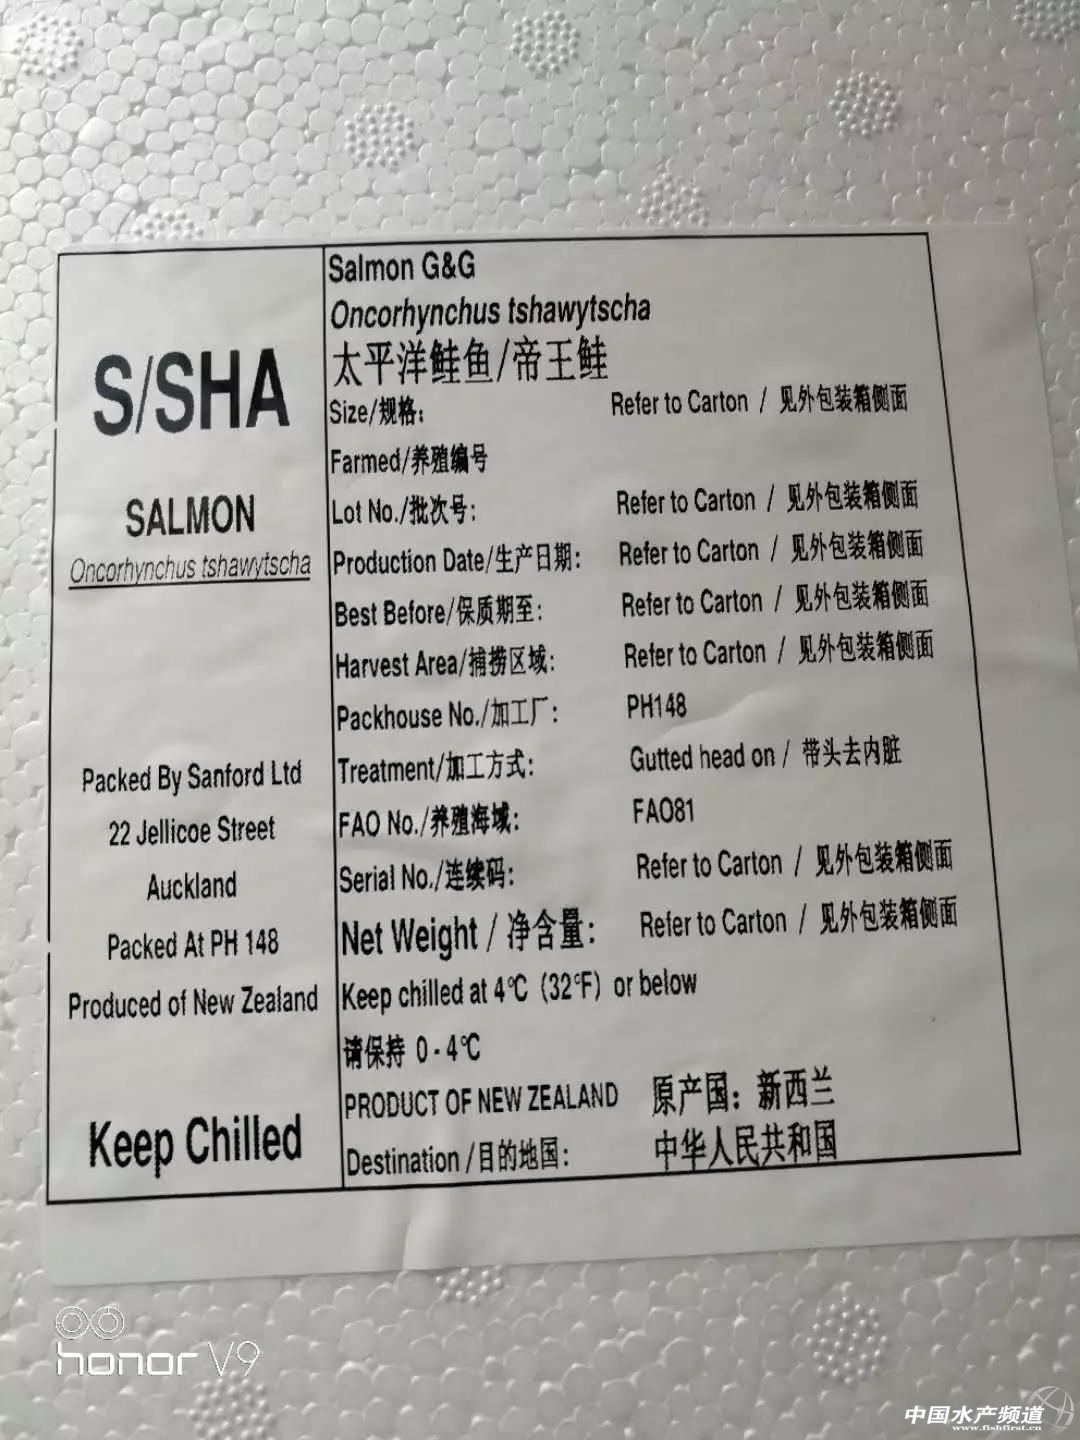 S/SHA
SALMON
Oncorhynchus tshawytscha
Packed By Sanford Ltd
22 Jellicoe Street
Auckland
Packed At PH 148
Produced of New Zealand
Keep Chilled
Salmon G&G
Oncorhynchus tshawytscha
太平洋鲑鱼/帝王鲑
Size/规格: Refer to Carton / 见外包装箱侧面
Farmed/养殖编号
Lot No./批次号: Refer to Carton / 见外包装箱侧面
Production Date/生产日期: Refer to Carton / 见外包装箱侧面
Best Before/保质期至: Refer to Carton / 见外包装箱侧面
Harvest Area/捕捞区域: Refer to Carton / 见外包装箱侧面
Packhouse No./加工厂: PH148
Treatment/加工方式: Gutted head on / 带头去内脏
FAO No./养殖海域: FAO81
Serial No./连续码: Refer to Carton / 见外包装箱侧面
Net Weight / 净含量: Refer to Carton / 见外包装箱侧面
Keep chilled at 4℃ (32℉) or below
请保持 0-4℃
PRODUCT OF NEW ZEALAND 原产国: 新西兰
Destination /目的地国: 中华人民共和国
honor V9
中国水产频道
www.fishfirst.cn